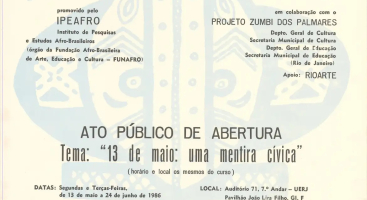 promovido pelo
IPEAFRO
Instituto de Pesquisas
e Estudos Afro-Brasileiros
(órgão da Fundação Afro-Brasileira
de Arte, Educação e Cultura — FUNAFRO)
em colaboração com o
PROJETO ZUMBI DOS PALMARES
Depto. Geral de Cultura
Secretaria Municipal de Cultura
Depto. Geral de Educação
Secretaria Municipal de Educação
(Rio de Janeiro)
Apoio: RIOARTE
ATO PÚBLICO DE ABERTURA
Tema: "13 de maio: uma mentira cívica"
(horário e local os mesmos do curso)
DATAS: Segundas e Terças-Feiras,
de 13 de maio a 24 de junho de 1986
LOCAL: Auditório 71, 7.º Andar — UERJ
Pavilhão João Lira Filho, Gl. F